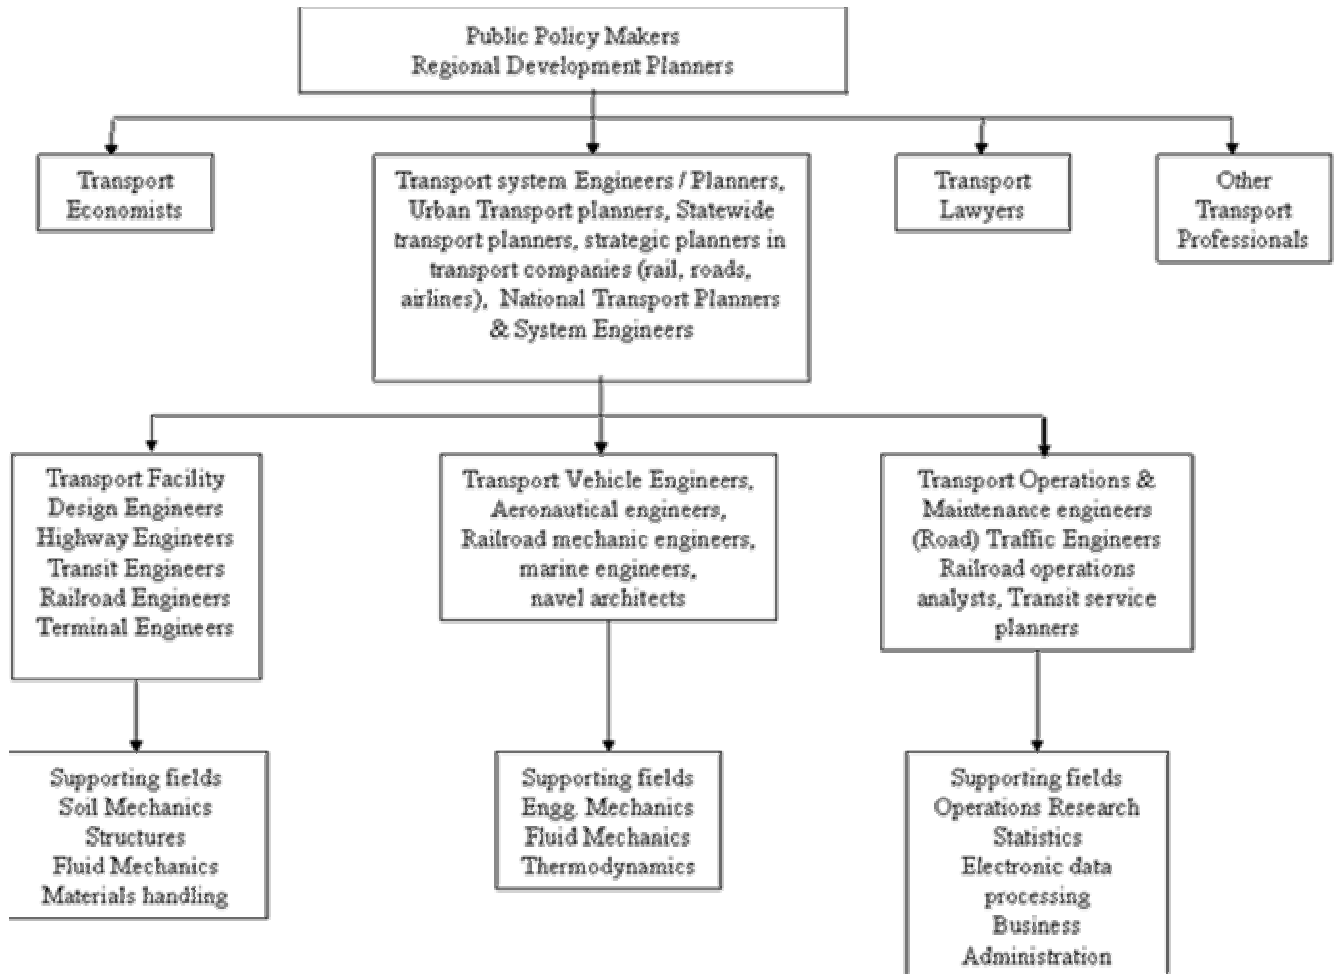 Public Policy Makers
Regional Development Planners
Transport
Economists
Transport system Engineers / Planners,
Urban Transport planners, Statewide
transport planners, strategic planners in
transport companies (rail, roads,
airlines),  National Transport Planners
& System Engineers
Transport
Lawyers
Other
Transport
Professionals
Transport Facility
Design Engineers
Highway Engineers
Transit Engineers
Railroad Engineers
Terminal Engineers
Transport Vehicle Engineers,
Aeronautical engineers,
Railroad mechanic engineers,
marine engineers,
navel architects
Transport Operations &
Maintenance engineers
(Road) Traffic Engineers
Railroad operations
analysts, Transit service
planners
Supporting fields
Soil Mechanics
Structures
Fluid Mechanics
Materials handling
Supporting fields
Engg. Mechanics
Fluid Mechanics
Thermodynamics
Supporting fields
Operations Research
Statistics
Electronic data
processing
Business
Administration